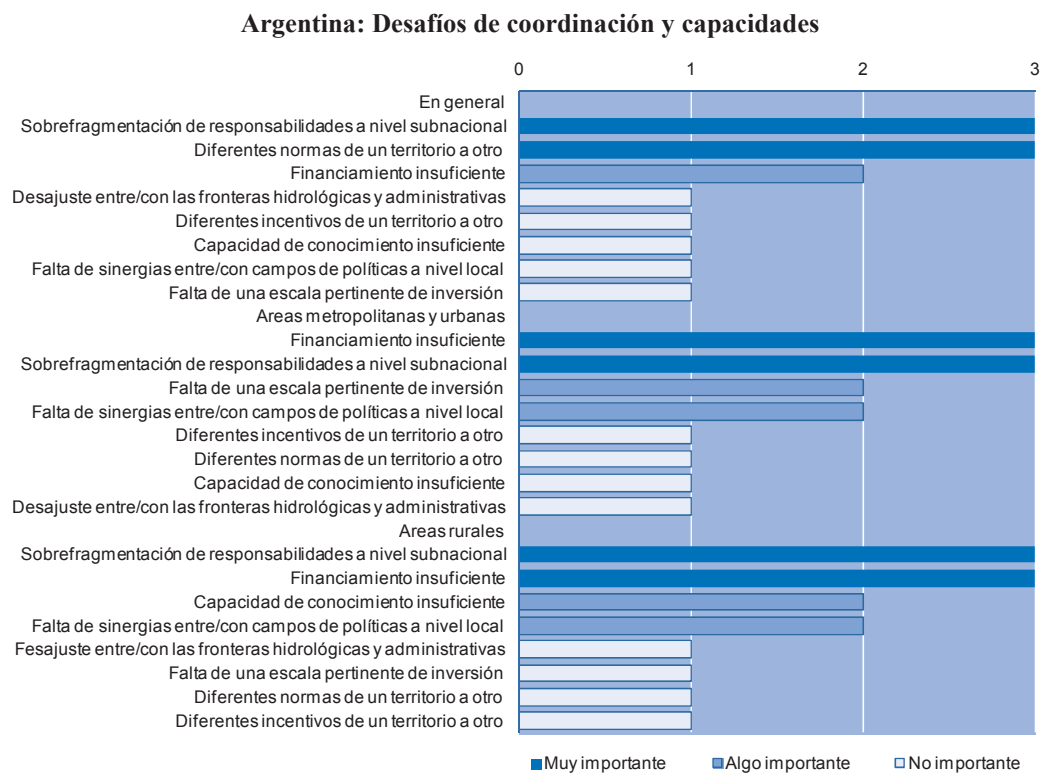 Argentina: Desafíos de coordinación y capacidades
0 1 2 3
En general
Sobrefragmentación de responsabilidades a nivel subnacional
Diferentes normas de un territorio a otro
Financiamiento insuficiente
Desajuste entre/con las fronteras hidrológicas y administrativas
Diferentes incentivos de un territorio a otro
Capacidad de conocimiento insuficiente
Falta de sinergias entre/con campos de políticas a nivel local
Falta de una escala pertinente de inversión
Areas metropolitanas y urbanas
Financiamiento insuficiente
Sobrefragmentación de responsabilidades a nivel subnacional
Falta de una escala pertinente de inversión
Falta de sinergias entre/con campos de políticas a nivel local
Diferentes incentivos de un territorio a otro
Diferentes normas de un territorio a otro
Capacidad de conocimiento insuficiente
Desajuste entre/con las fronteras hidrológicas y administrativas
Areas rurales
Sobrefragmentación de responsabilidades a nivel subnacional
Financiamiento insuficiente
Capacidad de conocimiento insuficiente
Falta de sinergias entre/con campos de políticas a nivel local
Fesajuste entre/con las fronteras hidrológicas y administrativas
Falta de una escala pertinente de inversión
Diferentes normas de un territorio a otro
Diferentes incentivos de un territorio a otro
Muy importante Algo importante No importante